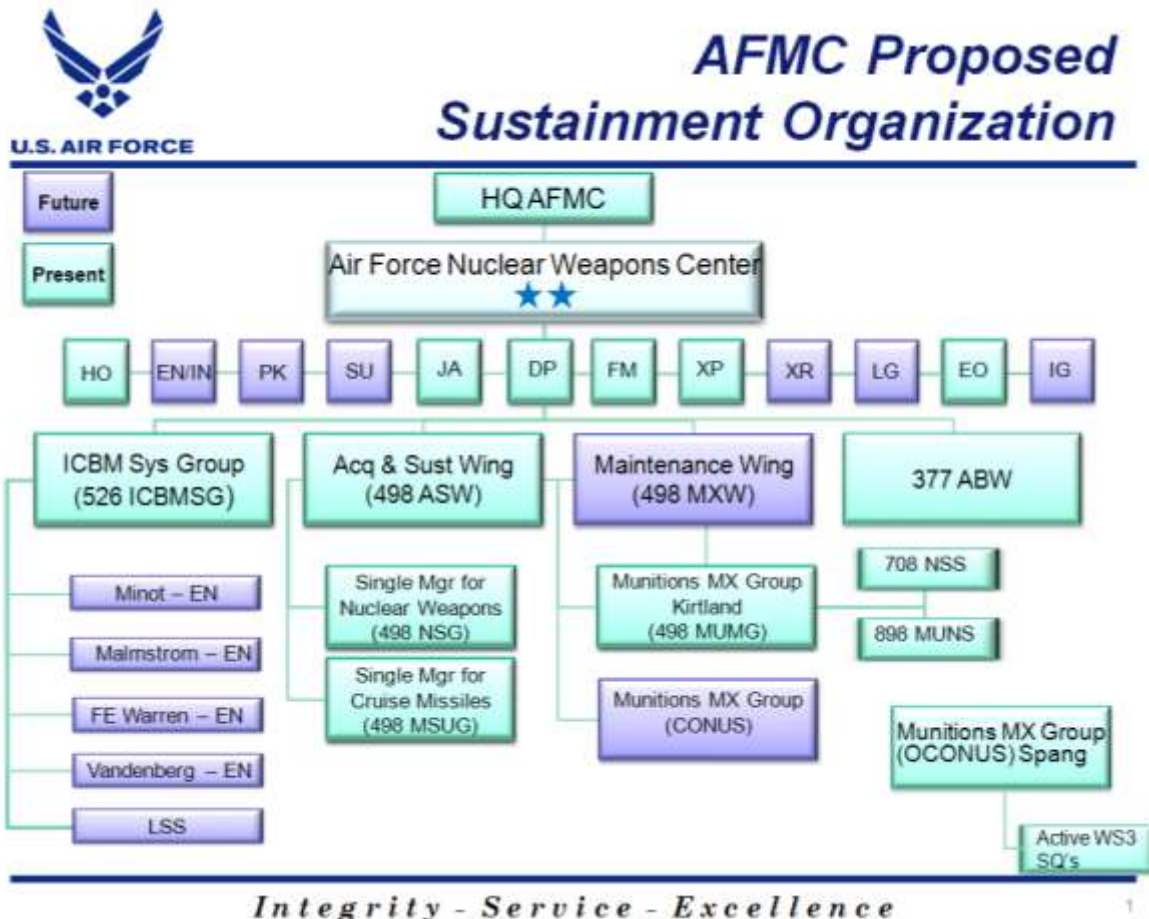 AFMC Proposed
Sustainment Organization
U.S. AIR FORCE
Future
Present
HQ AFMC
Air Force Nuclear Weapons Center
HO
EN/IN
PK
SU
JA
DP
FM
XP
XR
LG
EO
IG
ICBM Sys Group
(526 ICBMSG)
Acq & Sust Wing
(498 ASW)
Maintenance Wing
(498 MXW)
377 ABW
Minot – EN
Malmstrom – EN
FE Warren – EN
Vandenberg – EN
LSS
Single Mgr for
Nuclear Weapons
(498 NSG)
Single Mgr for
Cruise Missiles
(498 MSUG)
Munitions MX Group
Kirtland
(498 MUMG)
Munitions MX Group
(CONUS)
708 NSS
898 MUNS
Munitions MX Group
(OCONUS) Spang
Active WS3
SQ's
Integrity - Service - Excellence
1